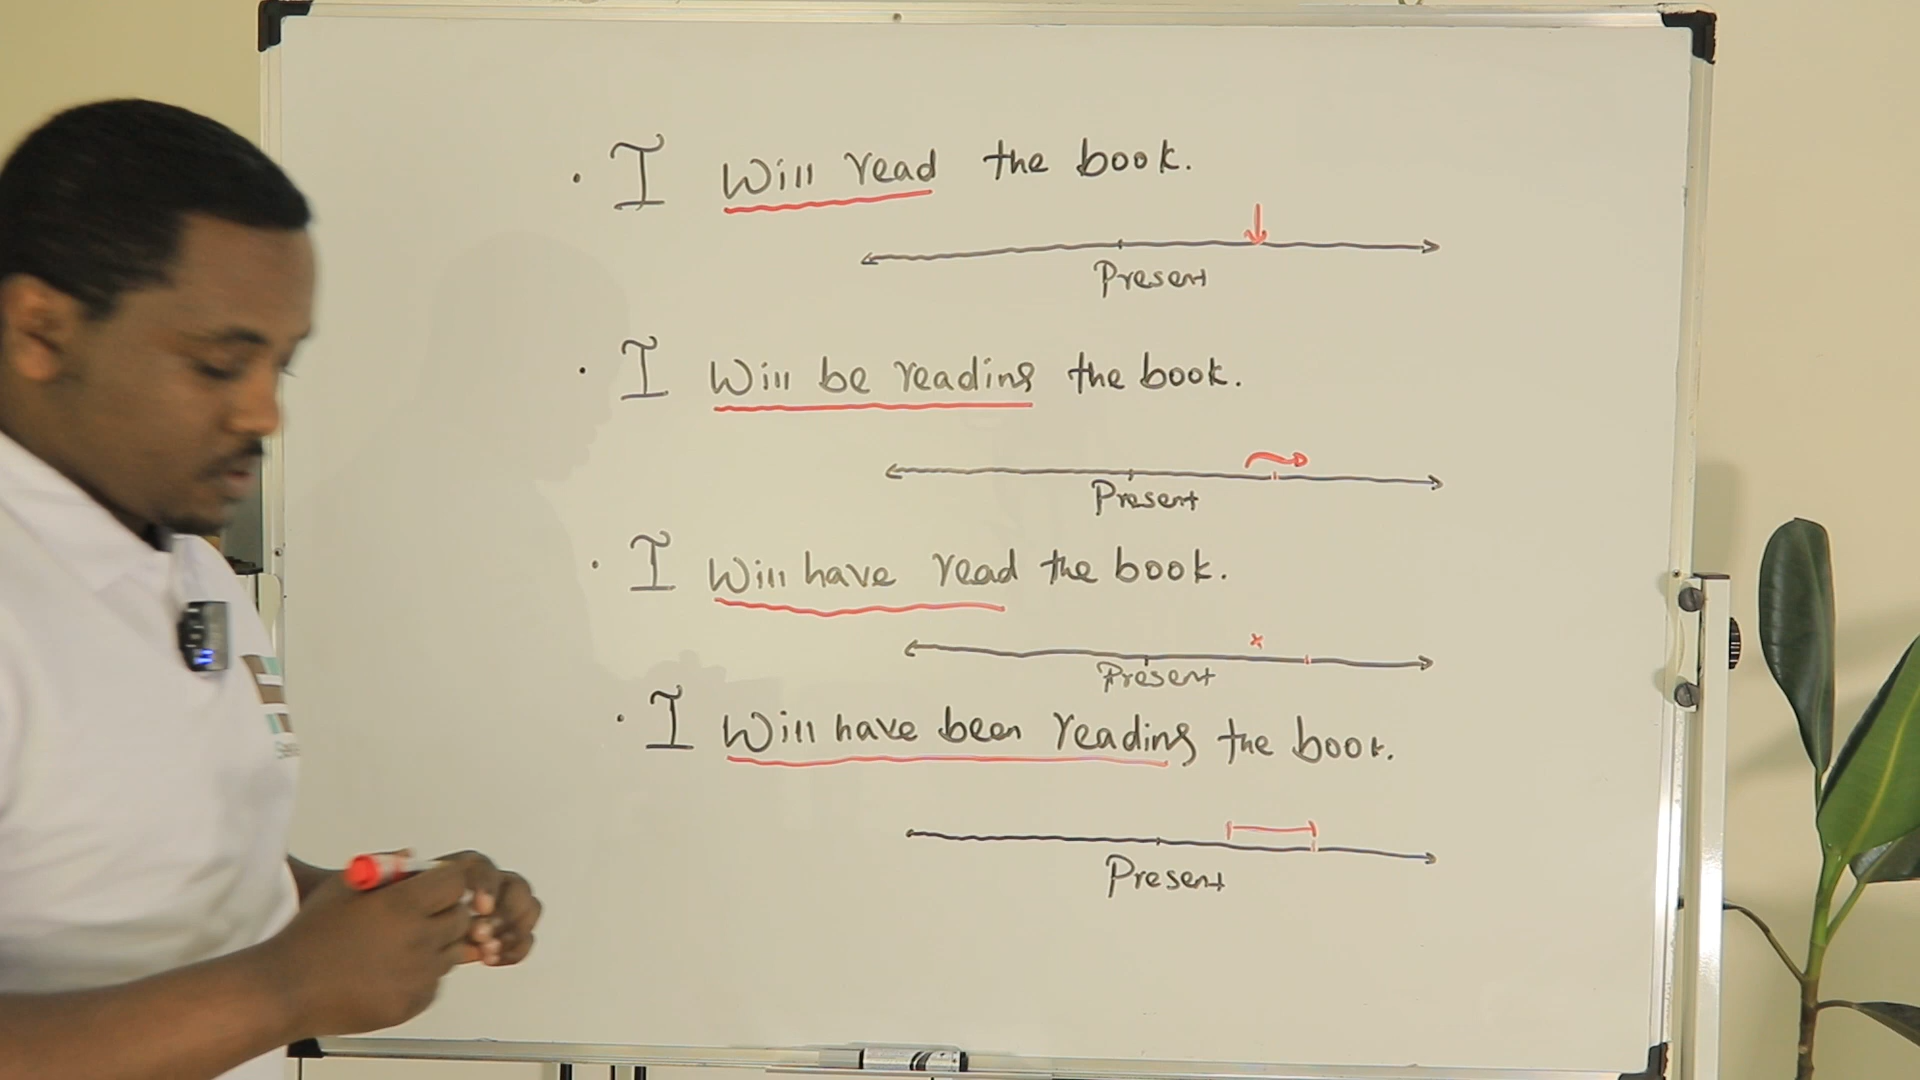 · I Will read the book.
Present
· I Will be reading the book.
Present
· I Will have read the book.
Present
· I Will have been reading the book.
Present